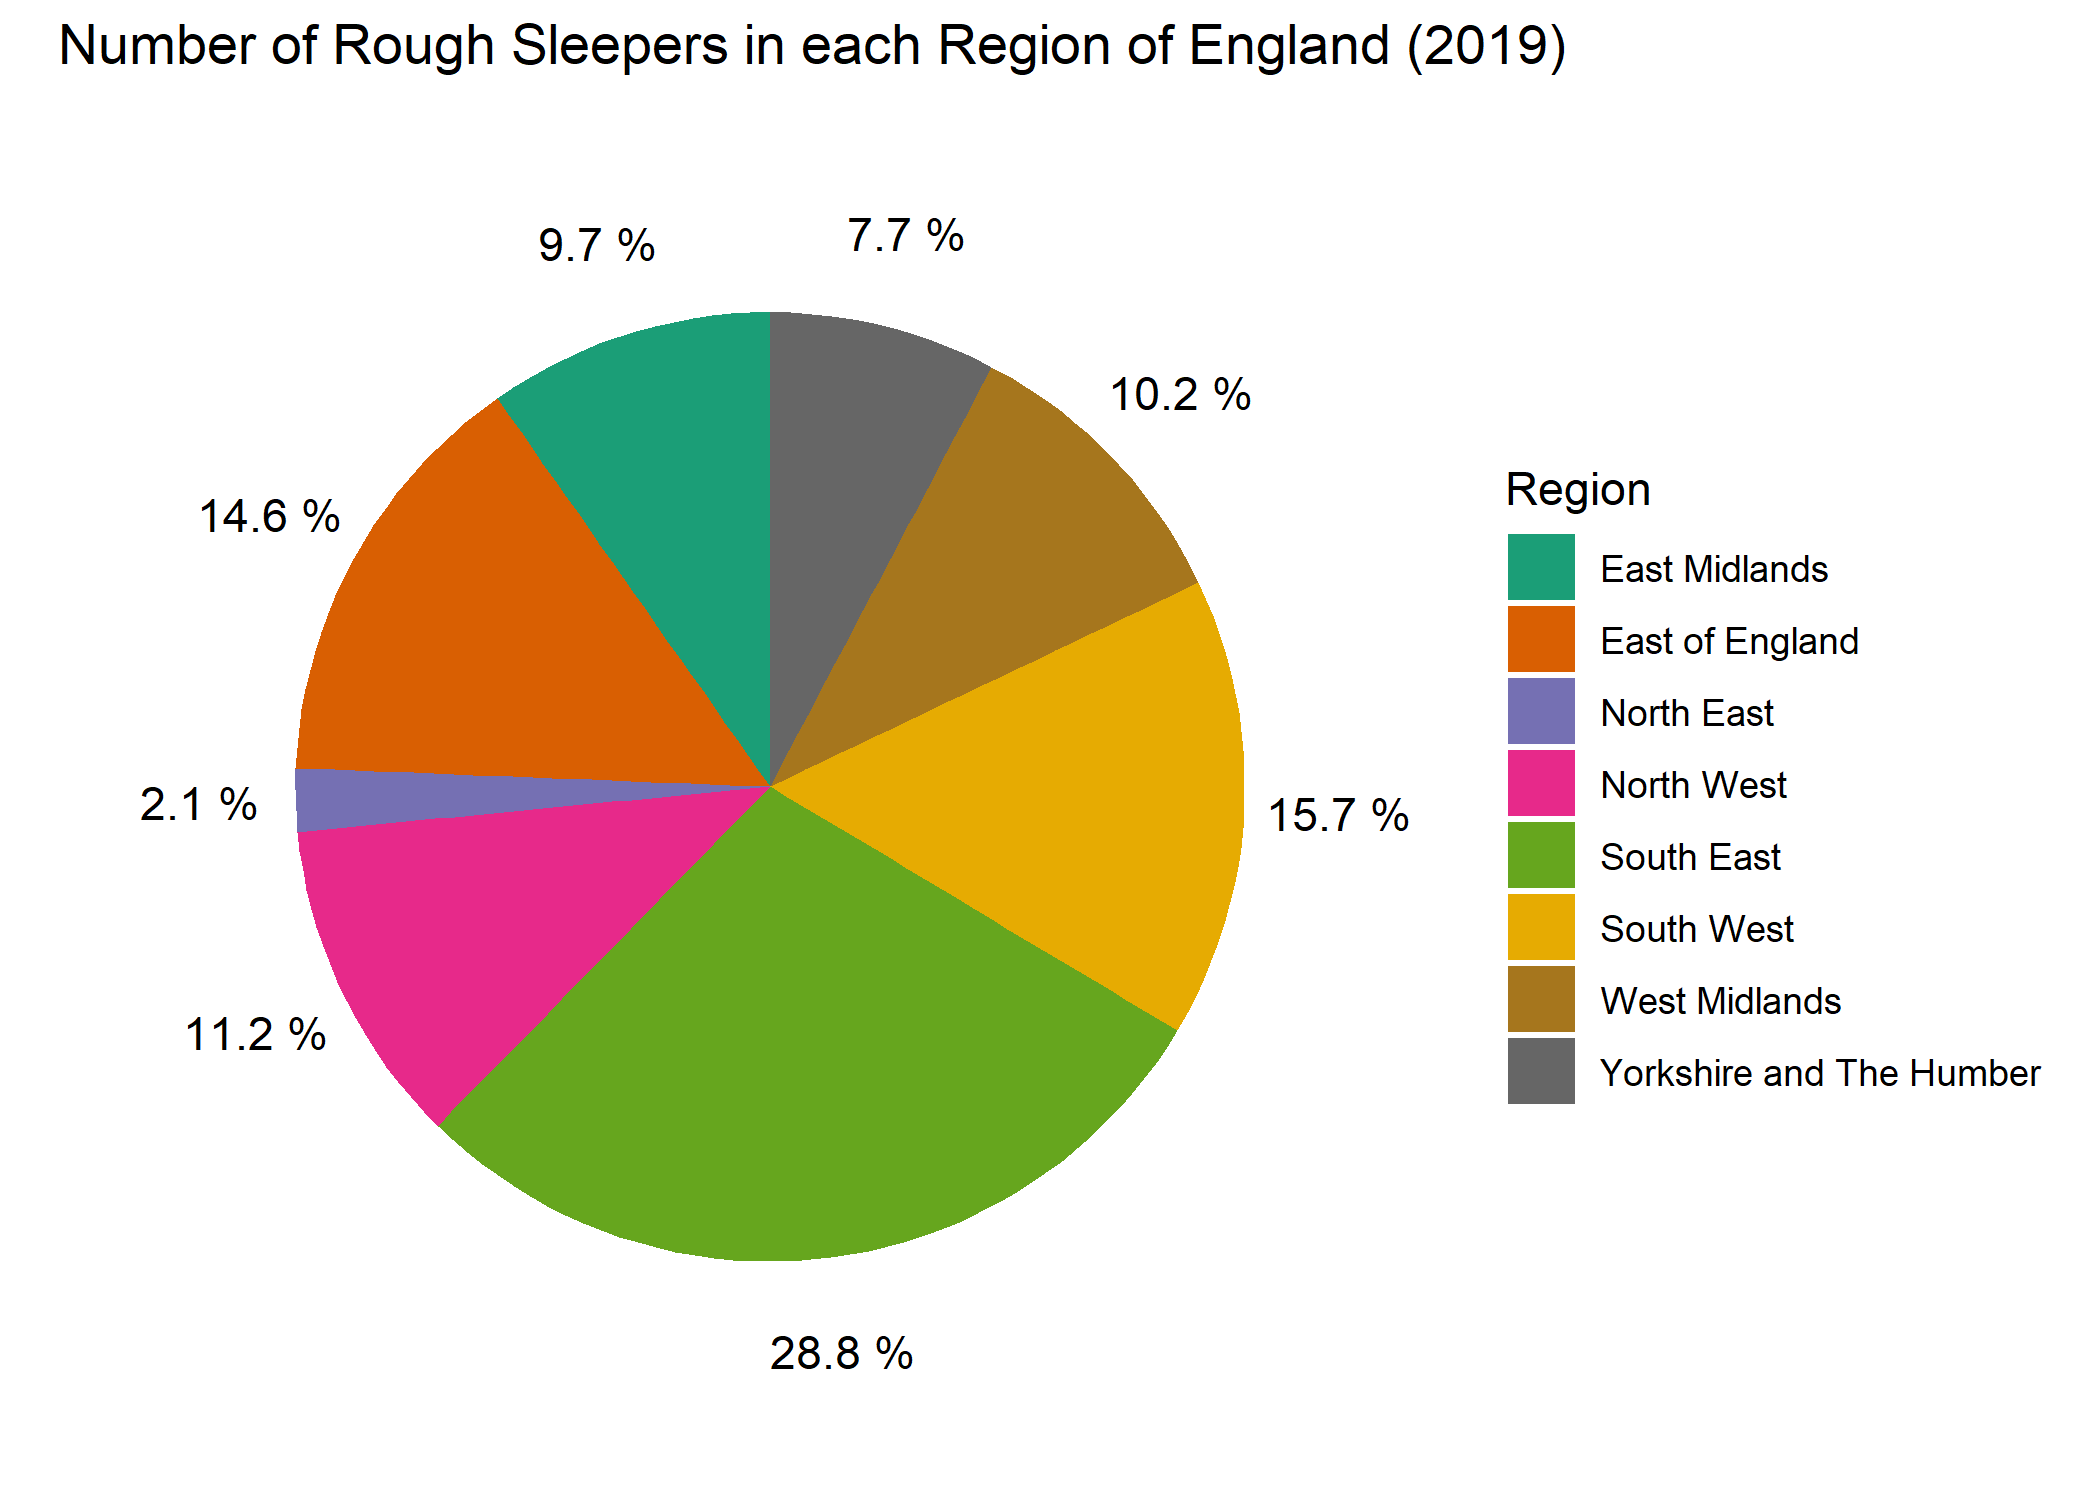 Number of Rough Sleepers in each Region of England (2019)
9.7 %
7.7 %
10.2 %
14.6 %
15.7 %
2.1 %
11.2 %
28.8 %
Region
East Midlands
East of England
North East
North West
South East
South West
West Midlands
Yorkshire and The Humber